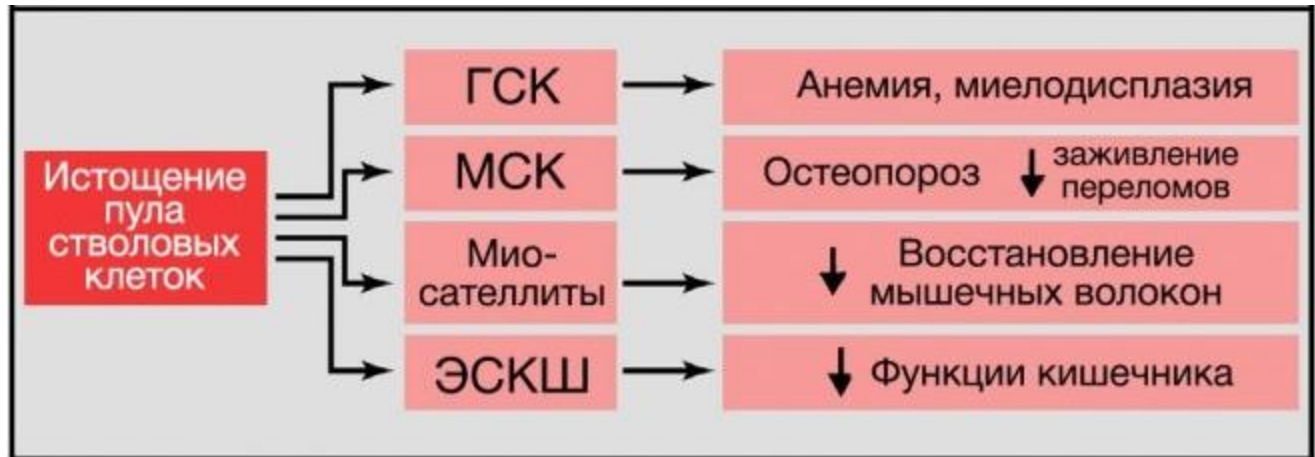 Истощение
пула
стволовых
клеток
ГСК
Анемия, миелодисплазия
МСК
Остеопороз ↓ заживление
переломов
Мио-
сателлиты
↓ Восстановление
мышечных волокон
ЭСКШ
↓ Функции кишечника